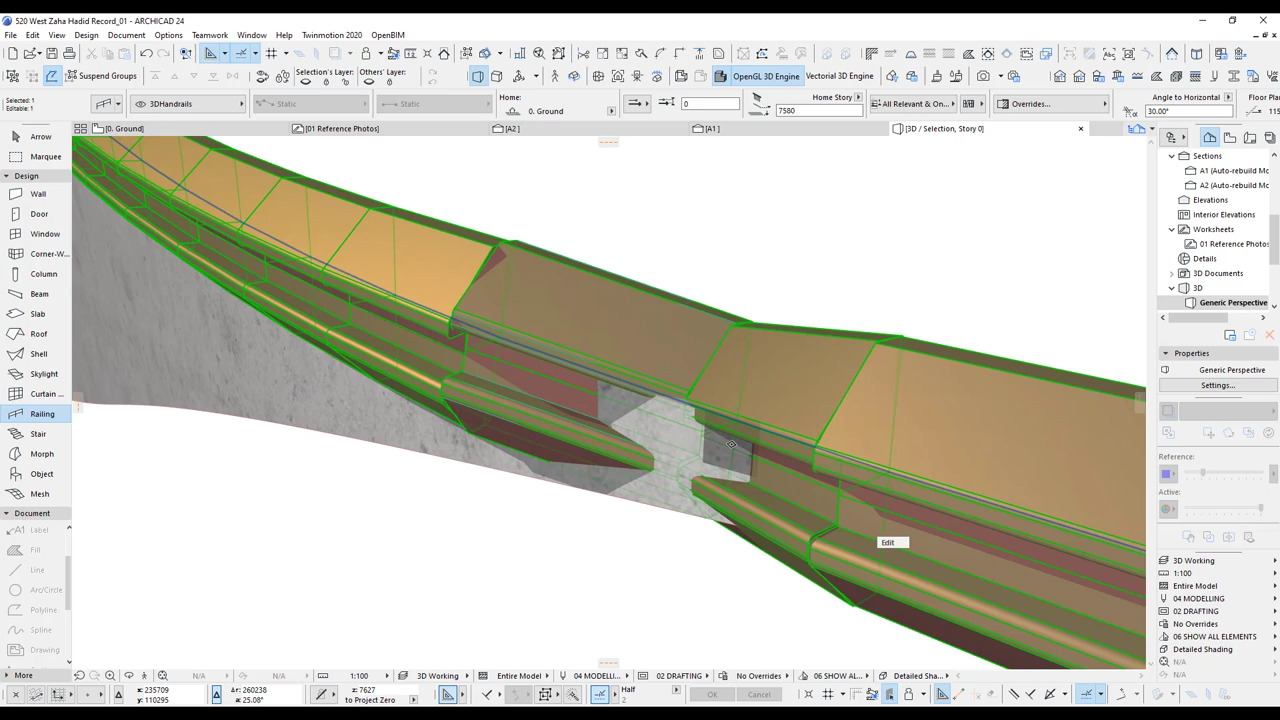 520 West Zaha Hadid Record_01 - ARCHICAD 24
File Edit View Design Document Options Teamwork Window Twinmotion 2020 OpenBIM
Suspend Groups
Selection's Layer:
Others' Layer:
OpenGL 3D Engine
Vectorial 3D Engine
Selected: 1
Editable: 1
3DHandrails
Static
Static
Home:
0. Ground
0
Home Story
7580
All Relevant & On...
Overrides...
Angle to Horizontal
30.00°
Floor Plan
[0. Ground]
[01 Reference Photos]
[A2 ]
[A1 ]
[3D / Selection, Story 0]
Arrow
Marquee
Design
Wall
Door
Window
Corner-W...
Column
Beam
Slab
Roof
Shell
Skylight
Curtain ...
Railing
Stair
Morph
Object
Mesh
Document
Label
Fill
Line
Arc/Circle
Polyline
Spline
Drawing
More
Edit
Sections
A1 (Auto-rebuild Mo
A2 (Auto-rebuild Mo
Elevations
Interior Elevations
Worksheets
01 Reference Photos
Details
3D Documents
3D
Generic Perspective
Properties
Generic Perspective
Settings...
Reference:
Active:
3D Working
1:100
Entire Model
04 MODELLING
02 DRAFTING
No Overrides
06 SHOW ALL ELEMENTS
N/A
Detailed Shading
N/A
N/A
1:100
3D Working
Entire Model
04 MODELLI...
02 DRAFTING
No Overrides
06 SHOW AL...
Detailed Sha...
x: 235709
y: 110295
Δr: 260238
a: 25.08°
z: 7627
to Project Zero
Half
2
OK
Cancel